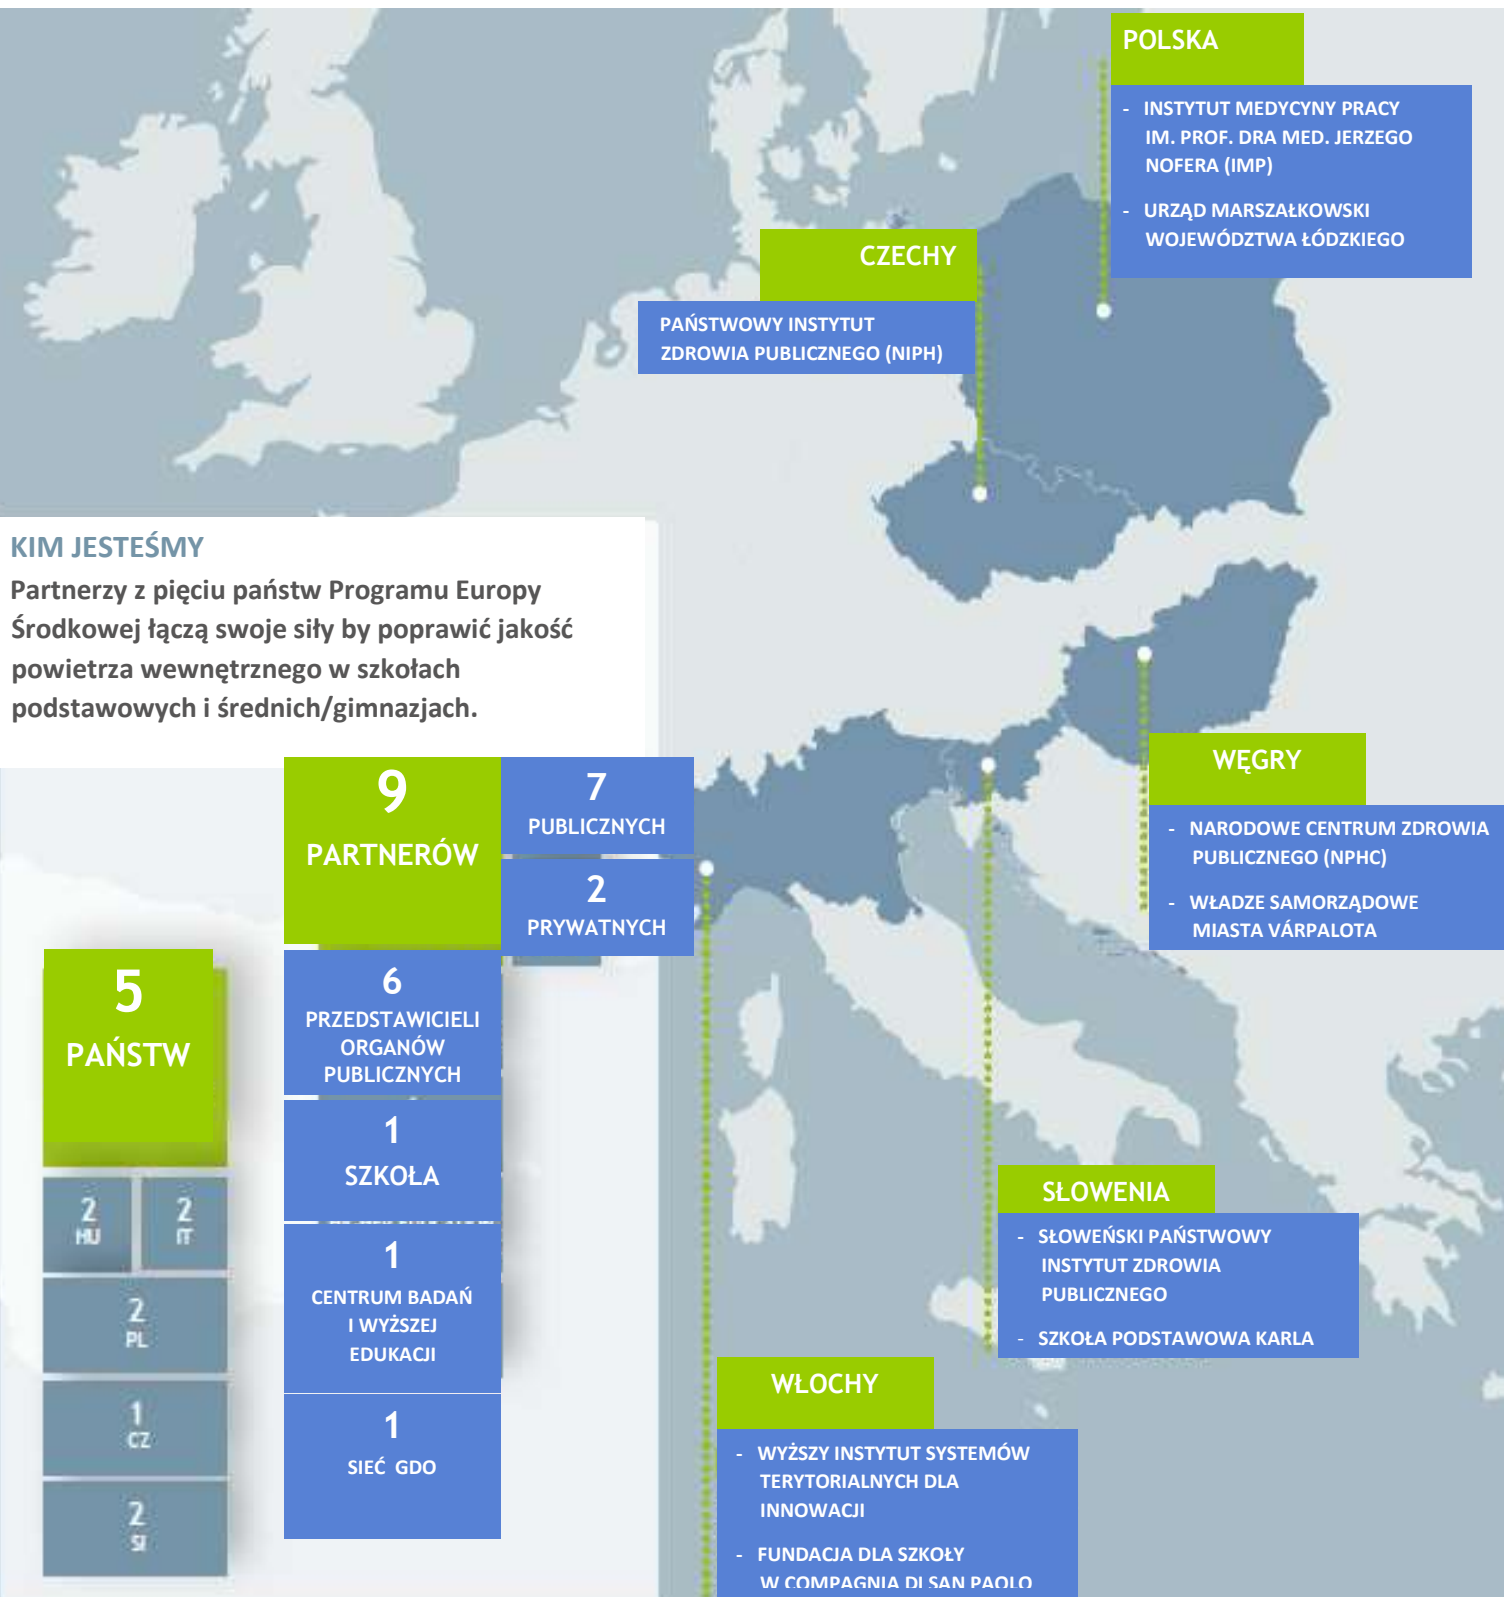 POLSKA
- INSTYTUT MEDYCYNY PRACY
IM. PROF. DRA MED. JERZEGO
NOFERA (IMP)
- URZĄD MARSZAŁKOWSKI
WOJEWÓDZTWA ŁÓDZKIEGO
CZECHY
PAŃSTWOWY INSTYTUT
ZDROWIA PUBLICZNEGO (NIPH)
KIM JESTEŚMY
Partnerzy z pięciu państw Programu Europy
Środkowej łączą swoje siły by poprawić jakość
powietrza wewnętrznego w szkołach
podstawowych i średnich/gimnazjach.
WĘGRY
- NARODOWE CENTRUM ZDROWIA
PUBLICZNEGO (NPHC)
- WŁADZE SAMORZĄDOWE
MIASTA VÁRPALOTA
9
PARTNERÓW
7
PUBLICZNYCH
2
PRYWATNYCH
5
PAŃSTW
2
HU
2
IT
2
PL
1
CZ
2
SI
6
PRZEDSTAWICIELI
ORGANÓW
PUBLICZNYCH
1
SZKOŁA
1
CENTRUM BADAŃ
I WYŻSZEJ
EDUKACJI
1
SIEĆ GDO
SŁOWENIA
- SŁOWEŃSKI PAŃSTWOWY
INSTYTUT ZDROWIA
PUBLICZNEGO
- SZKOŁA PODSTAWOWA KARLA
WŁOCHY
- WYŻSZY INSTYTUT SYSTEMÓW
TERYTORIALNYCH DLA
INNOWACJI
- FUNDACJA DLA SZKOŁY
W COMPAGNIA DI SAN PAOLO